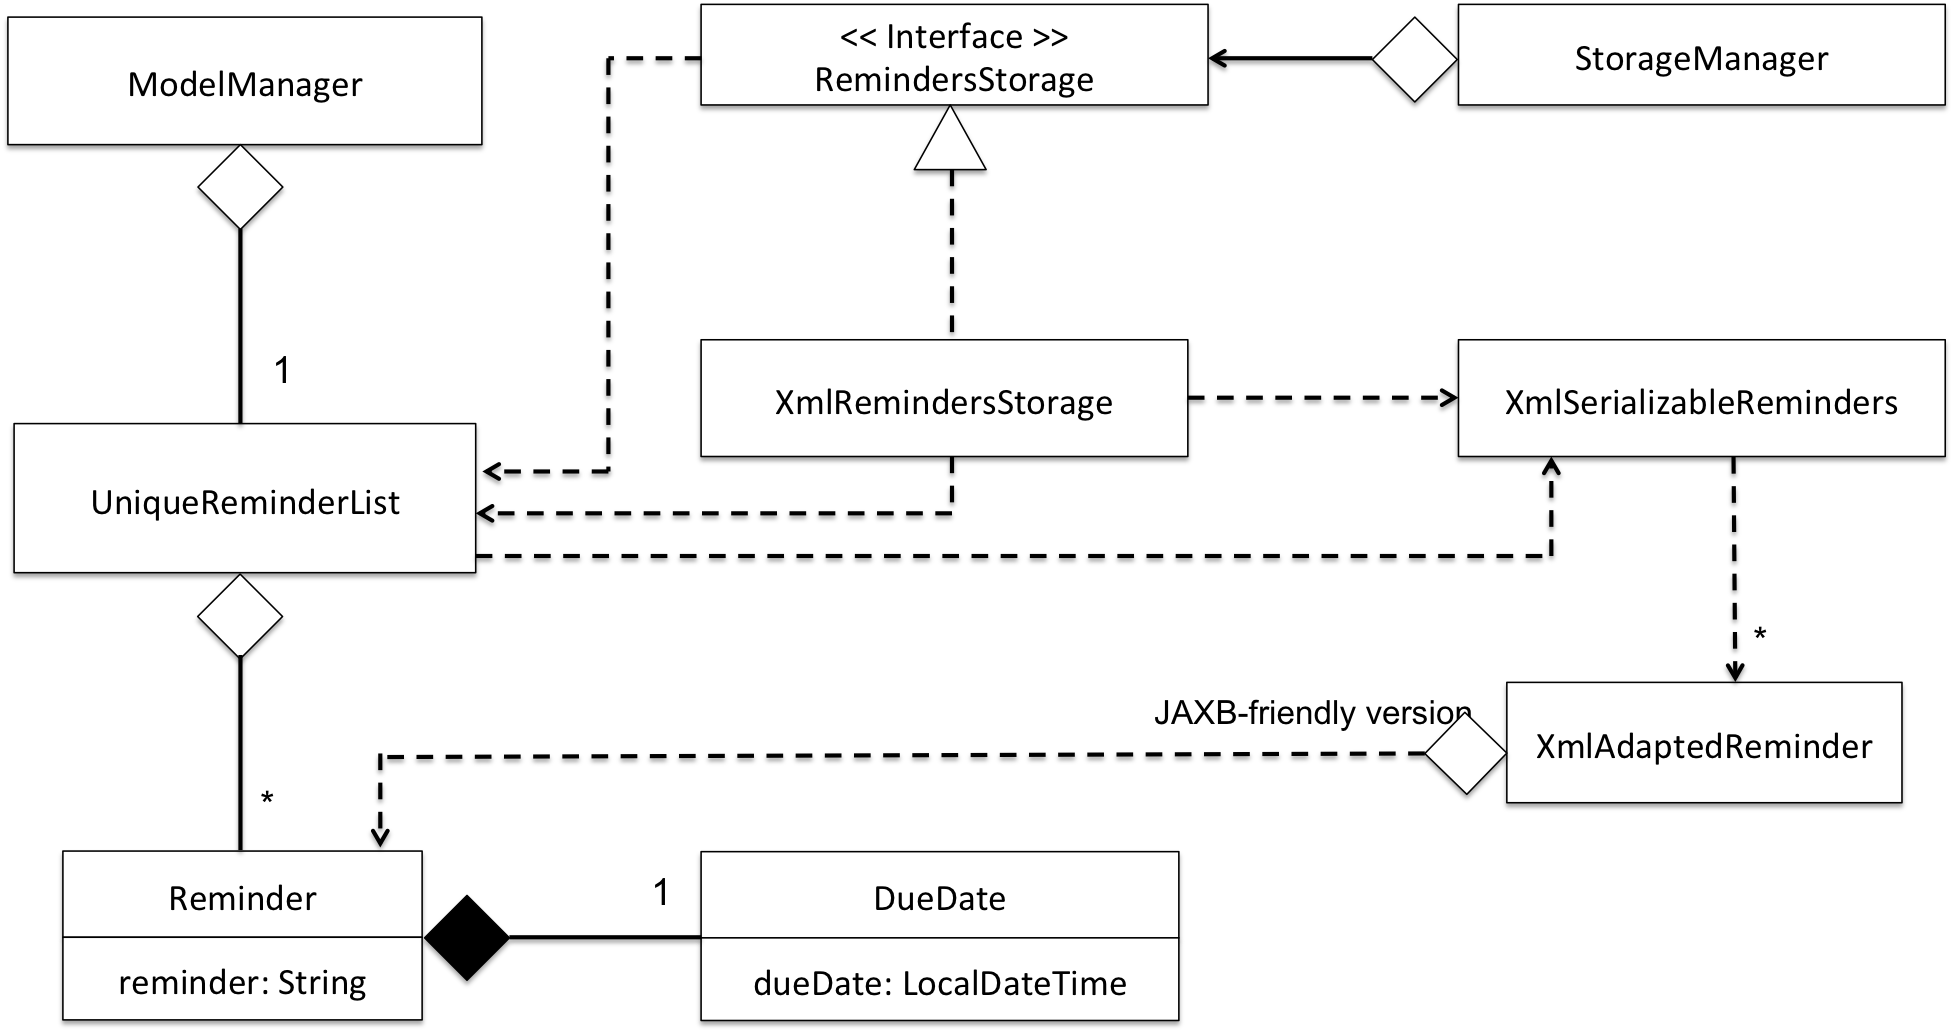 ModelManager
<< Interface >>
RemindersStorage
StorageManager
1
XmlRemindersStorage
XmlSerializableReminders
UniqueReminderList
*
JAXB-friendly version
XmlAdaptedReminder
*
Reminder
1
DueDate
reminder: String
dueDate: LocalDateTime